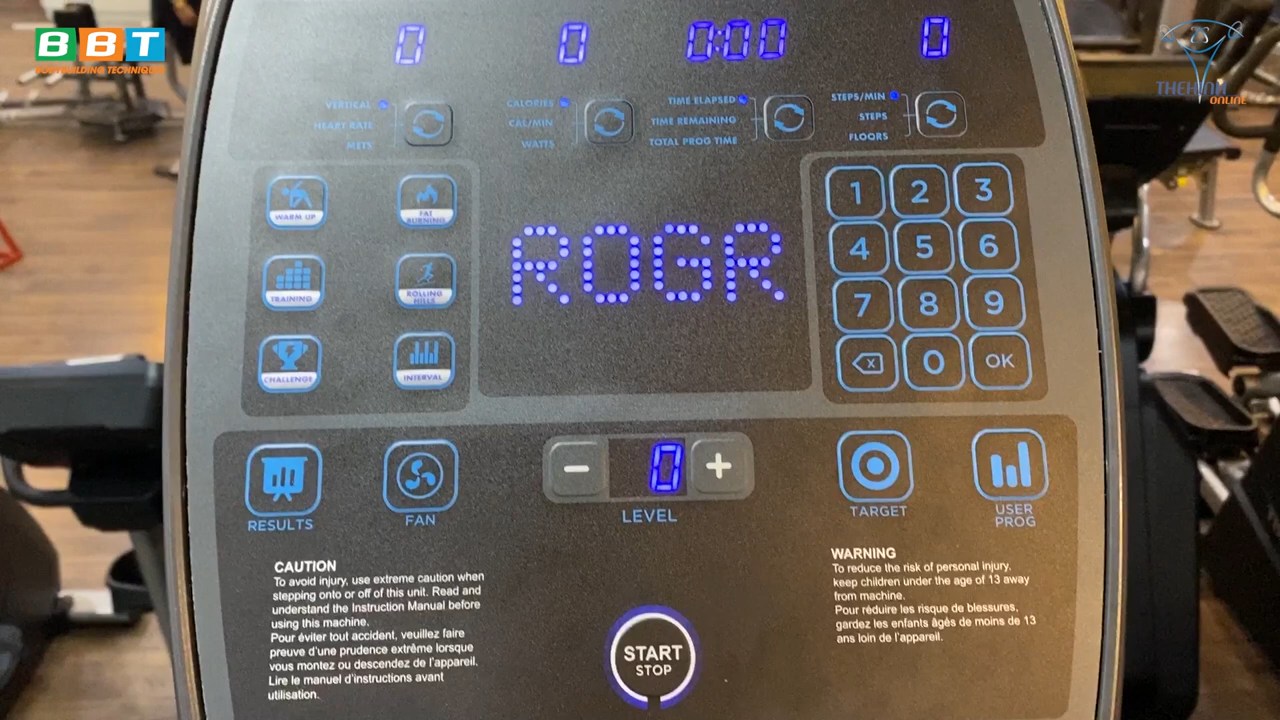 BBT
BODYBUILDING TECHNIQUE
THEHINH
ONLINE
0 0 0:00 0
VERTICAL
HEART RATE
METS
CALORIES
CAL/MIN
WATTS
TIME ELAPSED
TIME REMAINING
TOTAL PROG TIME
STEPS/MIN
STEPS
FLOORS
WARM UP
FAT BURNING
TRAINING
ROLLING HILLS
CHALLENGE
INTERVAL
ROGR
1 2 3
4 5 6
7 8 9
X 0 OK
RESULTS
FAN
− 0 +
LEVEL
TARGET
USER
PROG
CAUTION
To avoid injury, use extreme caution when
stepping onto or off of this unit. Read and
understand the Instruction Manual before
using this machine.
Pour éviter tout accident, veuillez faire
preuve d'une prudence extrême lorsque
vous montez ou descendez de l'appareil.
Lire le manuel d'instructions avant
utilisation.
START
STOP
WARNING
To reduce the risk of personal injury,
keep children under the age of 13 away
from machine.
Pour réduire les risque de blessures,
gardez les enfants âgés de moins de 13
ans loin de l'appareil.